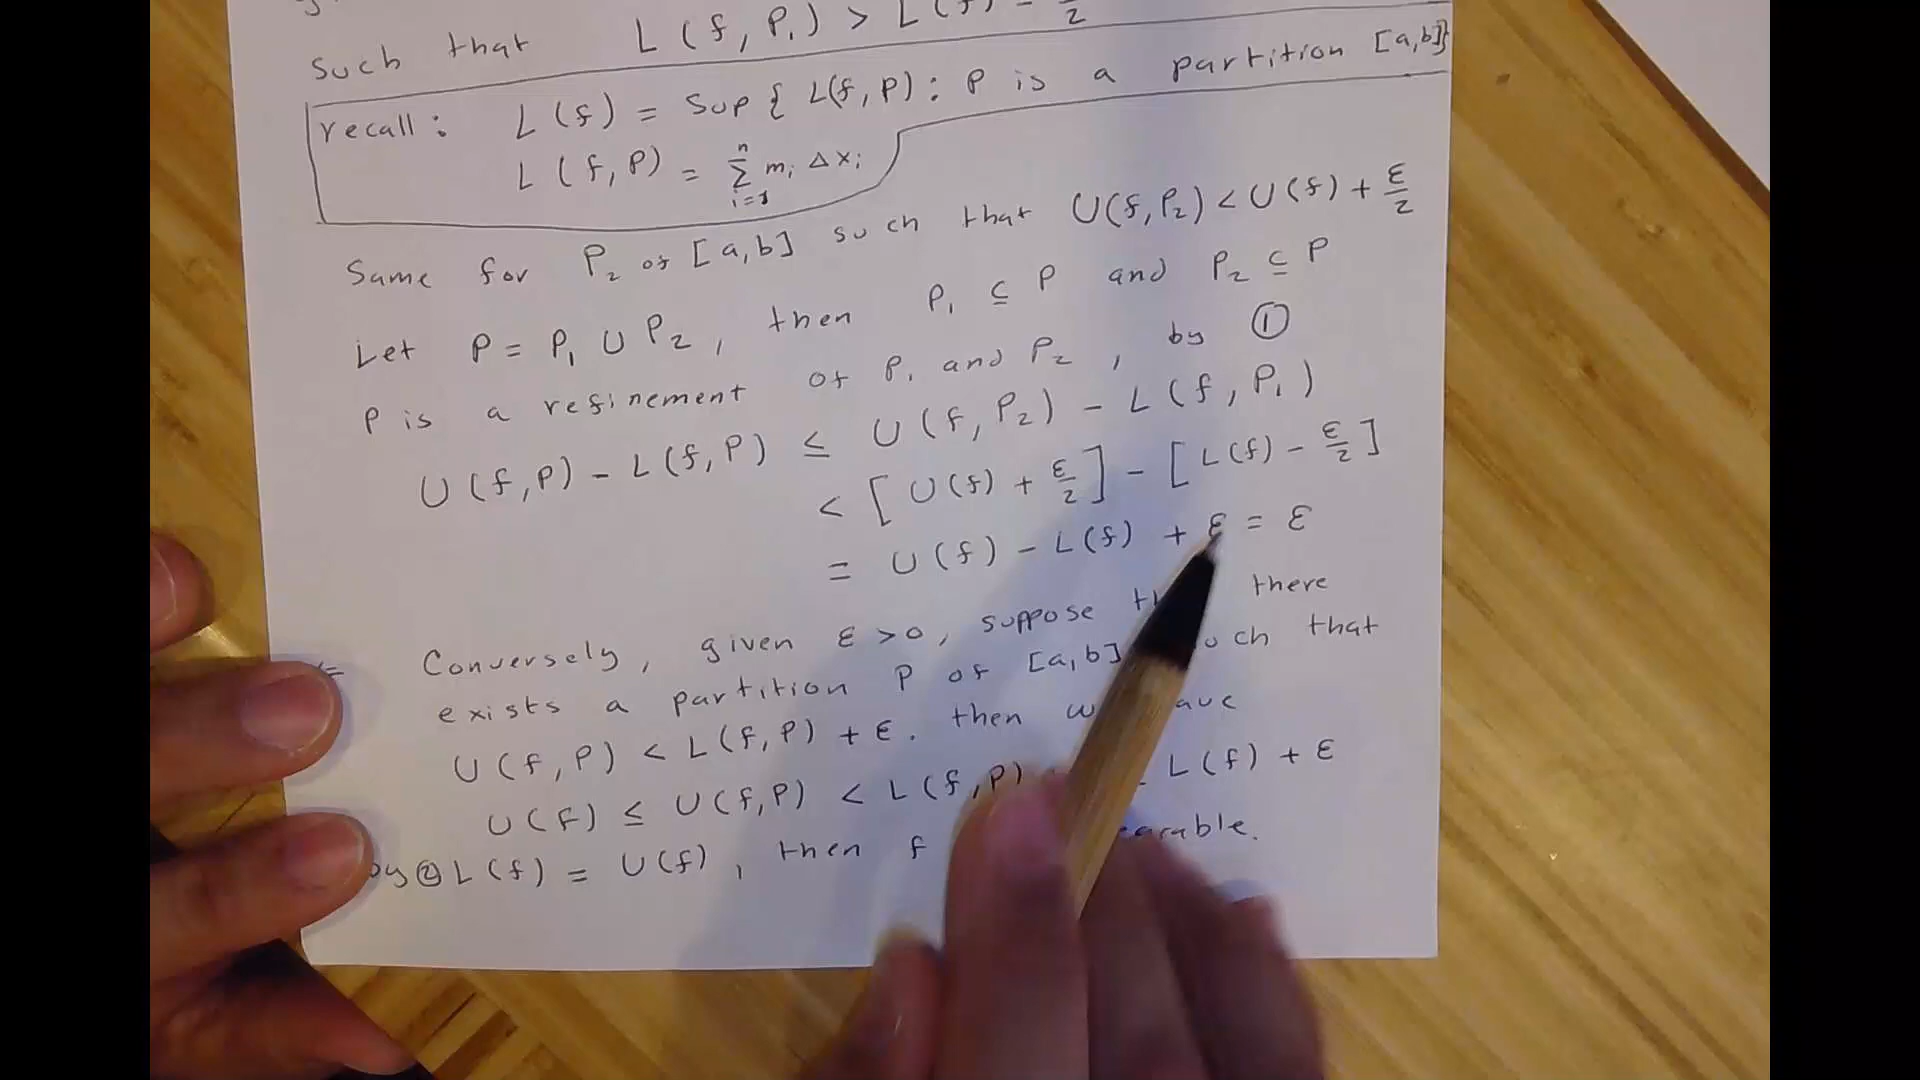 such that L(f, P₁) > L(f) - ε/2
recall: L(f) = Sup { L(f,P) : P is a partition [a,b]}
L(f,P) = Σ_{i=1}^{n} mᵢ Δxᵢ
Same for P₂ of [a,b] such that U(f,P₂) < U(f) + ε/2
Let P = P₁ ∪ P₂, then P₁ ⊆ P and P₂ ⊆ P
P is a refinement of P₁ and P₂, by ①
U(f,P) - L(f,P) ≤ U(f,P₂) - L(f,P₁)
< [U(f) + ε/2] - [L(f) - ε/2]
= U(f) - L(f) + ε = ε
Conversely, given ε > 0, suppose there
exists a partition P of [a,b] such that
U(f,P) < L(f,P) + ε. then we have
U(f) ≤ U(f,P) < L(f,P) L(f) + ε
by ② L(f) = U(f), then f